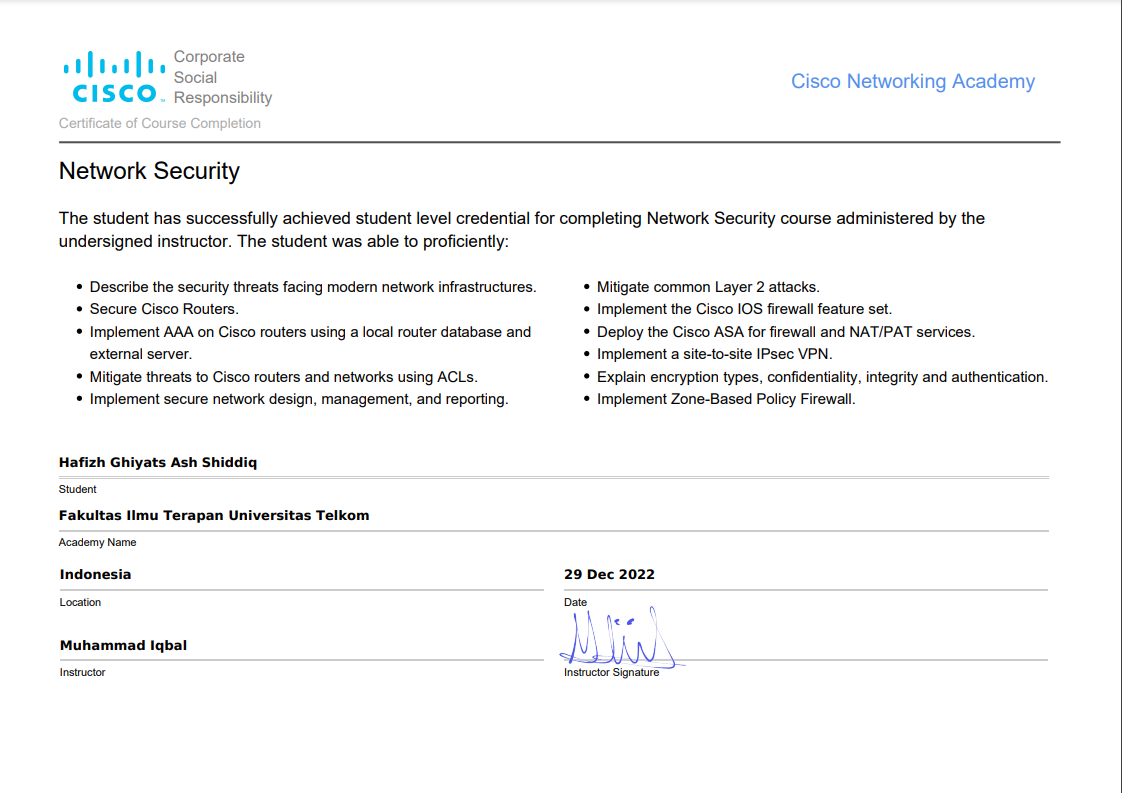 Corporate
Social
CISCO Responsibility
Cisco Networking Academy
Certificate of Course Completion
Network Security
The student has successfully achieved student level credential for completing Network Security course administered by the
undersigned instructor. The student was able to proficiently:
• Describe the security threats facing modern network infrastructures.
• Secure Cisco Routers.
• Implement AAA on Cisco routers using a local router database and
external server.
• Mitigate threats to Cisco routers and networks using ACLs.
• Implement secure network design, management, and reporting.
• Mitigate common Layer 2 attacks.
• Implement the Cisco IOS firewall feature set.
• Deploy the Cisco ASA for firewall and NAT/PAT services.
• Implement a site-to-site IPsec VPN.
• Explain encryption types, confidentiality, integrity and authentication.
• Implement Zone-Based Policy Firewall.
Hafizh Ghiyats Ash Shiddiq
Student
Fakultas Ilmu Terapan Universitas Telkom
Academy Name
Indonesia
Location
29 Dec 2022
Date
Muhammad Iqbal
Instructor
Instructor Signature